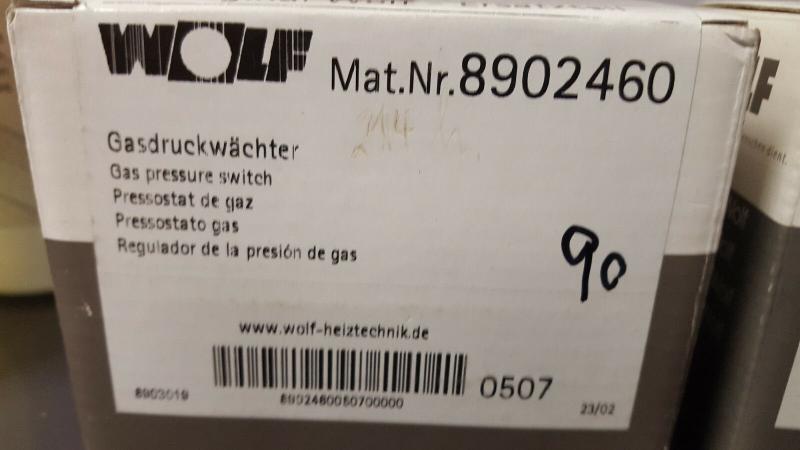 WOLF Mat.Nr.8902460
Gasdruckwächter
Gas pressure switch
Pressostat de gaz
Pressostato gas
Regulador de la presión de gas
90
www.wolf-heiztechnik.de
0507
8903019
8902460050700000
23/02
LF